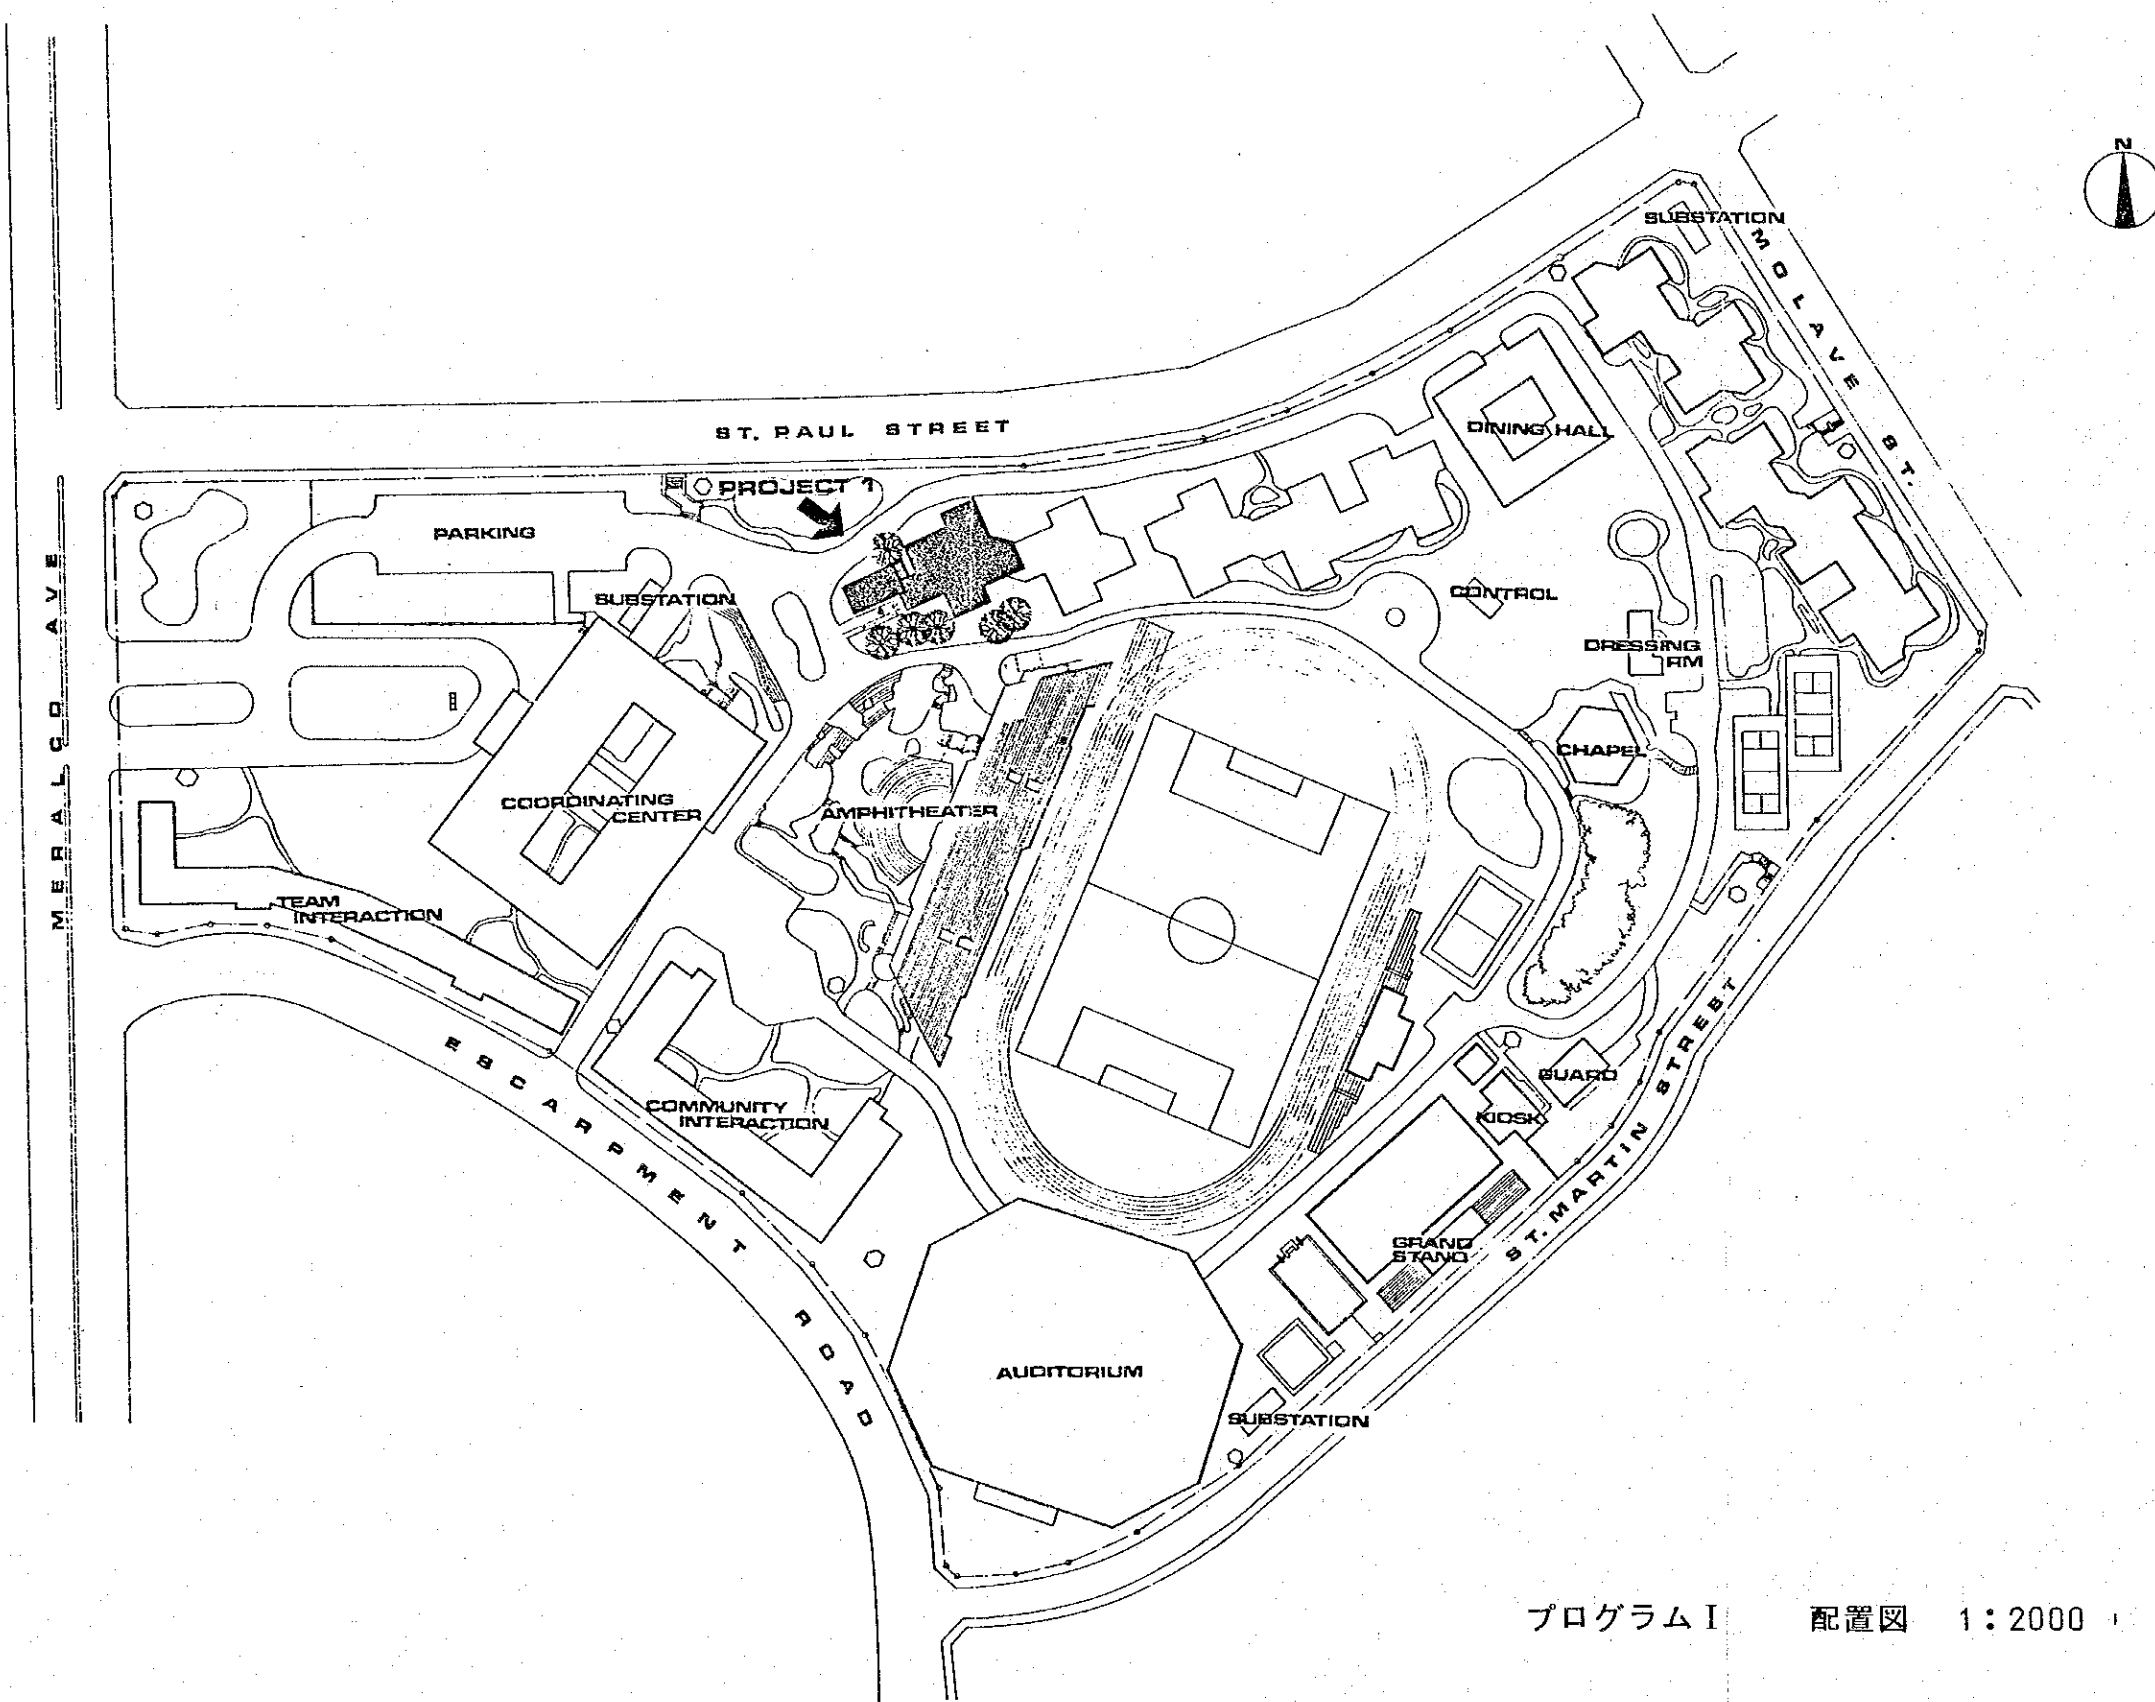 N
SUBSTATION
MOLAVE ST.
ST. PAUL STREET
DINING HALL
PROJECT 1
PARKING
SUBSTATION
CONTROL
DRESSING
RM
MERALCO AVE
CHAPEL
COORDINATING
CENTER
AMPHITHEATER
TEAM
INTERACTION
ESCARPMENT ROAD
COMMUNITY
INTERACTION
GUARD
KIOSK
ST. MARTIN STREET
GRAND
STAND
AUDITORIUM
SUBSTATION
プログラムⅠ 配置図 1:2000